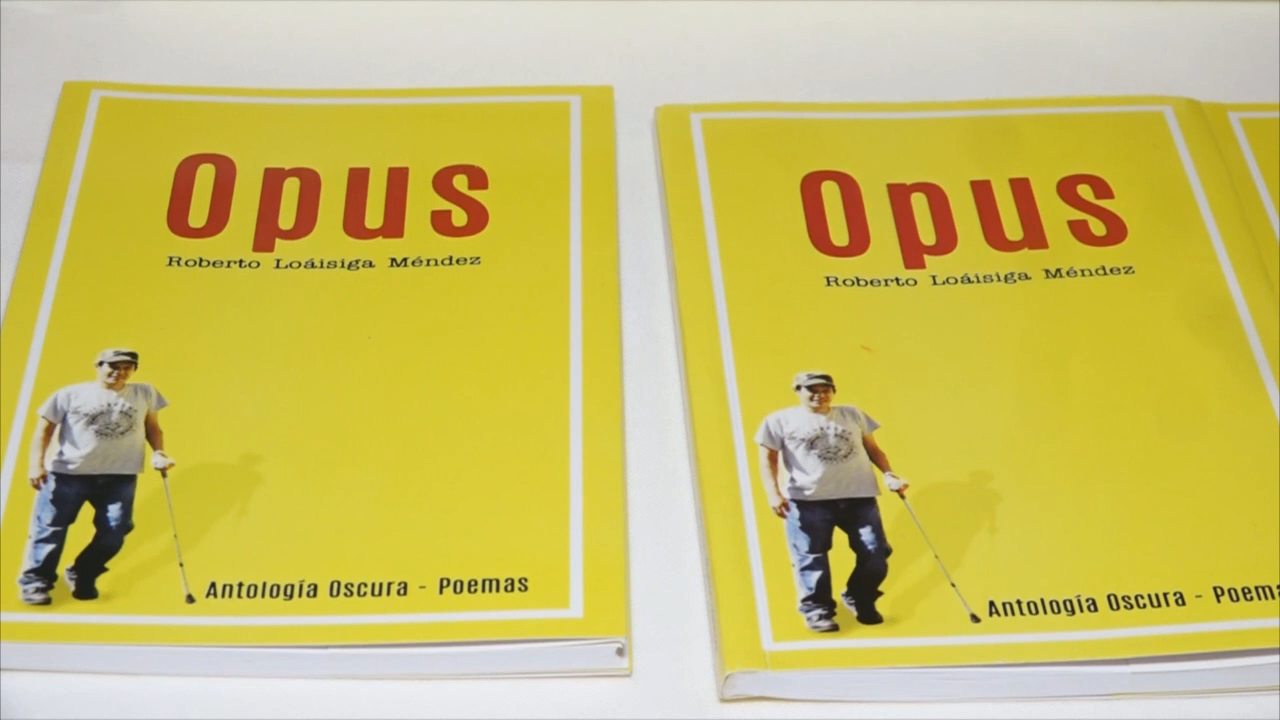 Opus
Roberto Loáisiga Méndez
Antología Oscura - Poemas
Opus
Roberto Loáisiga Méndez
Antología Oscura - Poema